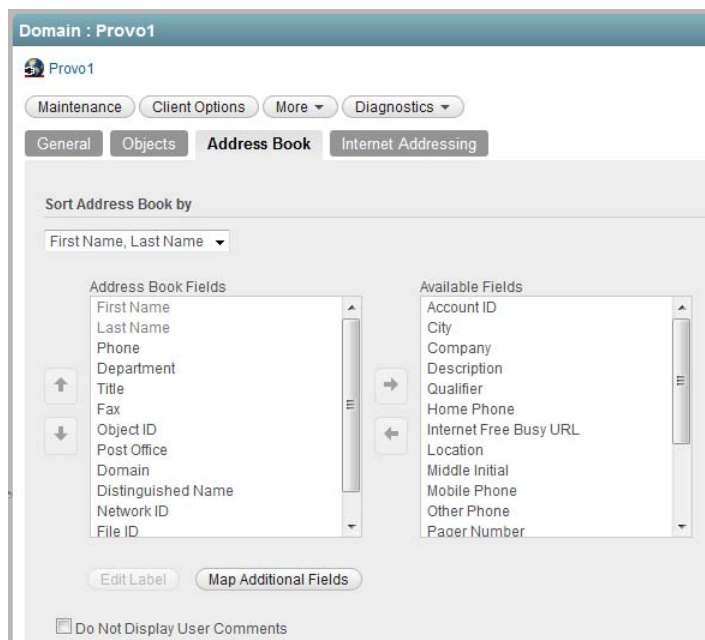 Domain : Provo1
Provo1
Maintenance Client Options More Diagnostics
General Objects Address Book Internet Addressing
Sort Address Book by
First Name, Last Name
Address Book Fields
First Name
Last Name
Phone
Department
Title
Fax
Object ID
Post Office
Domain
Distinguished Name
Network ID
File ID
Available Fields
Account ID
City
Company
Description
Qualifier
Home Phone
Internet Free Busy URL
Location
Middle Initial
Mobile Phone
Other Phone
Pager Number
Edit Label Map Additional Fields
Do Not Display User Comments